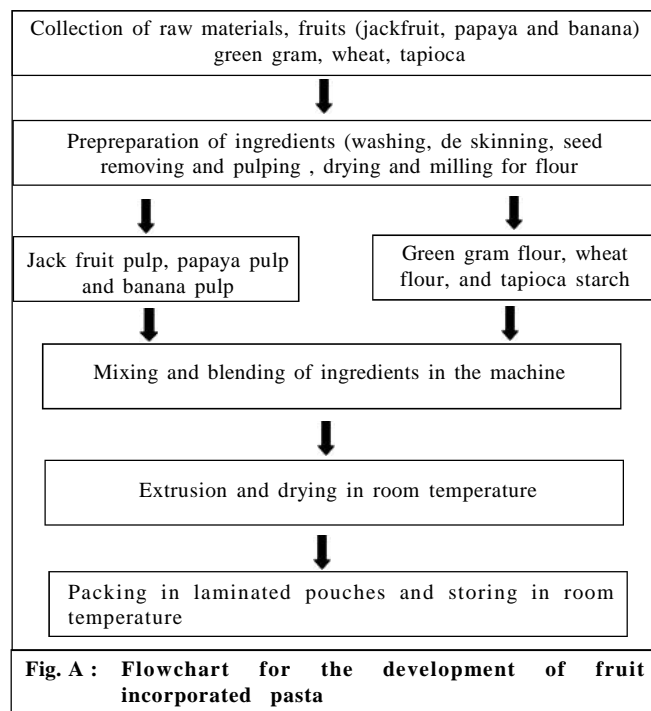 Collection of raw materials, fruits (jackfruit, papaya and banana)
green gram, wheat, tapioca
Prepreparation of ingredients (washing, de skinning, seed
removing and pulping , drying and milling for flour
Jack fruit pulp, papaya pulp
and banana pulp
Green gram flour, wheat
flour, and tapioca starch
Mixing and blending of ingredients in the machine
Extrusion and drying in room temperature
Packing in laminated pouches and storing in room
temperature
Fig. A : Flowchart for the development of fruit
incorporated pasta